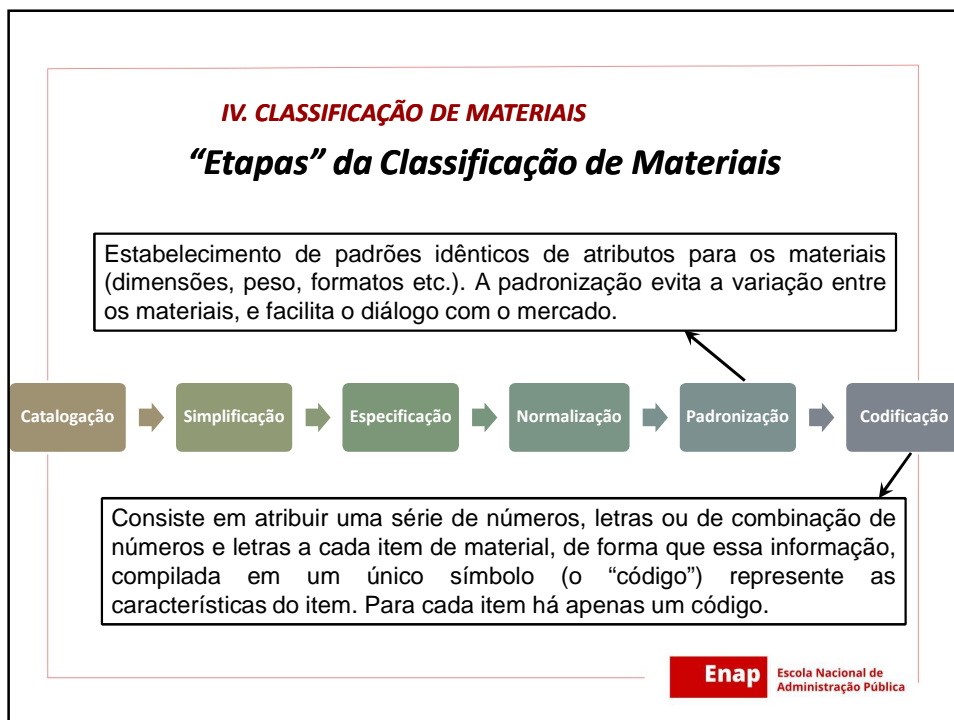 IV. CLASSIFICAÇÃO DE MATERIAIS
“Etapas” da Classificação de Materiais
Estabelecimento de padrões idênticos de atributos para os materiais
(dimensões, peso, formatos etc.). A padronização evita a variação entre
os materiais, e facilita o diálogo com o mercado.
Catalogação
Simplificação
Especificação
Normalização
Padronização
Codificação
Consiste em atribuir uma série de números, letras ou de combinação de
números e letras a cada item de material, de forma que essa informação,
compilada em um único símbolo (o “código”) represente as
características do item. Para cada item há apenas um código.
Enap
Escola Nacional de
Administração Pública